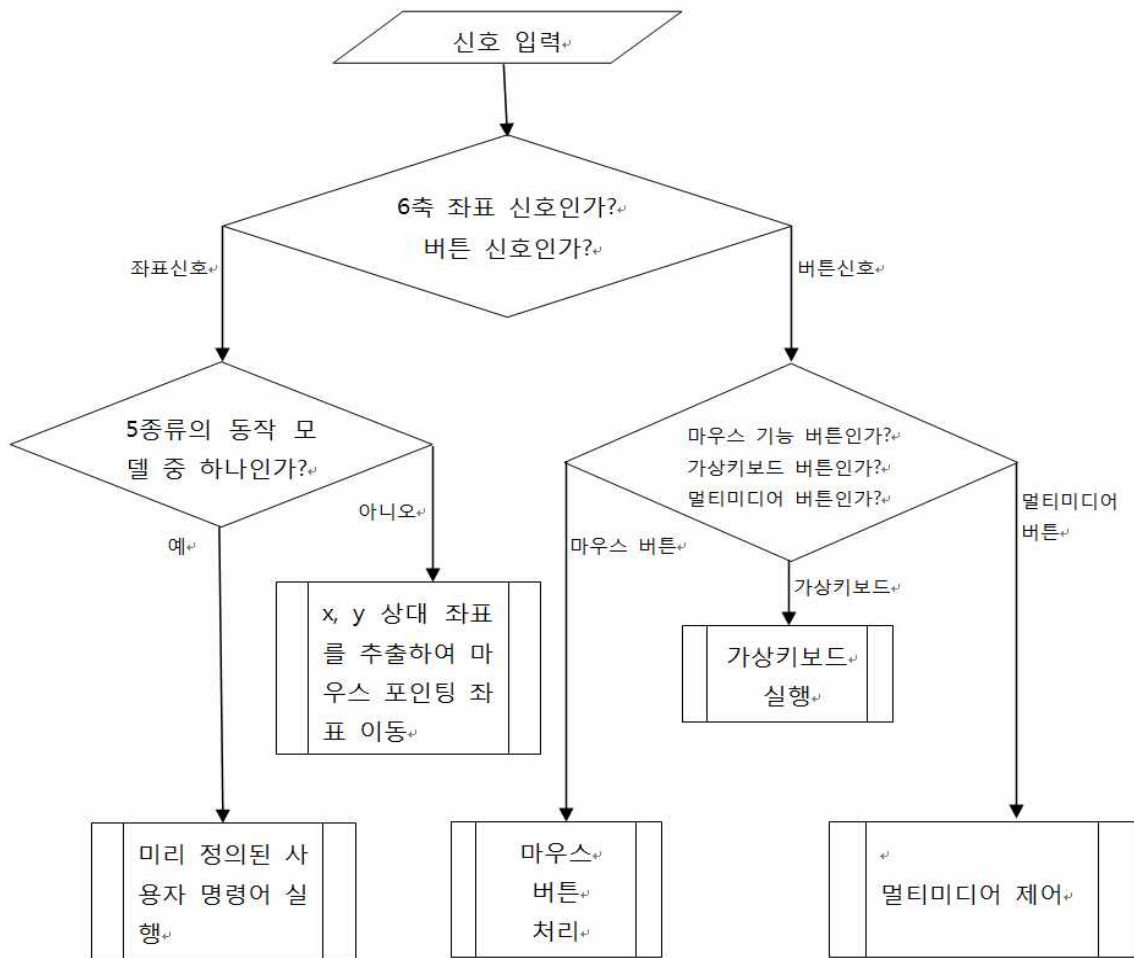 신호 입력
6축 좌표 신호인가?
버튼 신호인가?
좌표신호
버튼신호
5종류의 동작 모
델 중 하나인가?
마우스 기능 버튼인가?
가상키보드 버튼인가?
멀티미디어 버튼인가?
아니오
예
마우스 버튼
멀티미디어
버튼
가상키보드
x, y 상대 좌표
를 추출하여 마
우스 포인팅 좌
표 이동
가상키보드
실행
미리 정의된 사
용자 명령어 실
행
마우스
버튼
처리
멀티미디어 제어